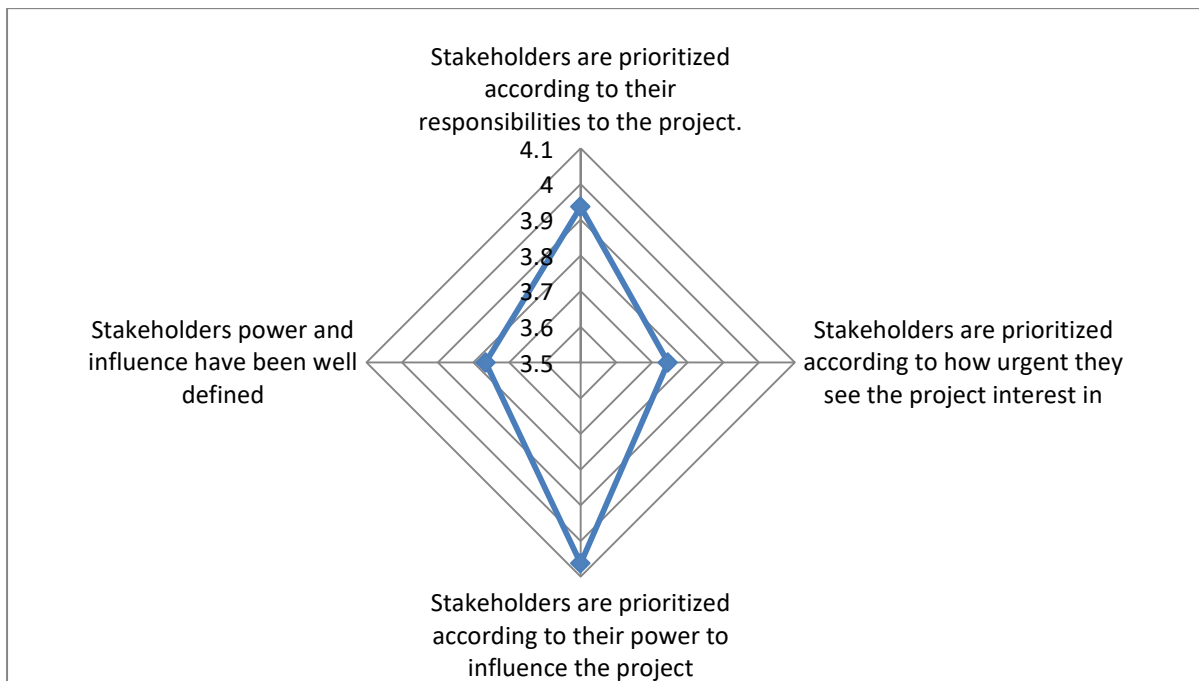 Stakeholders are prioritized
according to their
responsibilities to the project.
4.1
4
3.9
3.8
3.7
3.6
3.5
Stakeholders power and
influence have been well
defined
Stakeholders are prioritized
according to how urgent they
see the project interest in
Stakeholders are prioritized
according to their power to
influence the project